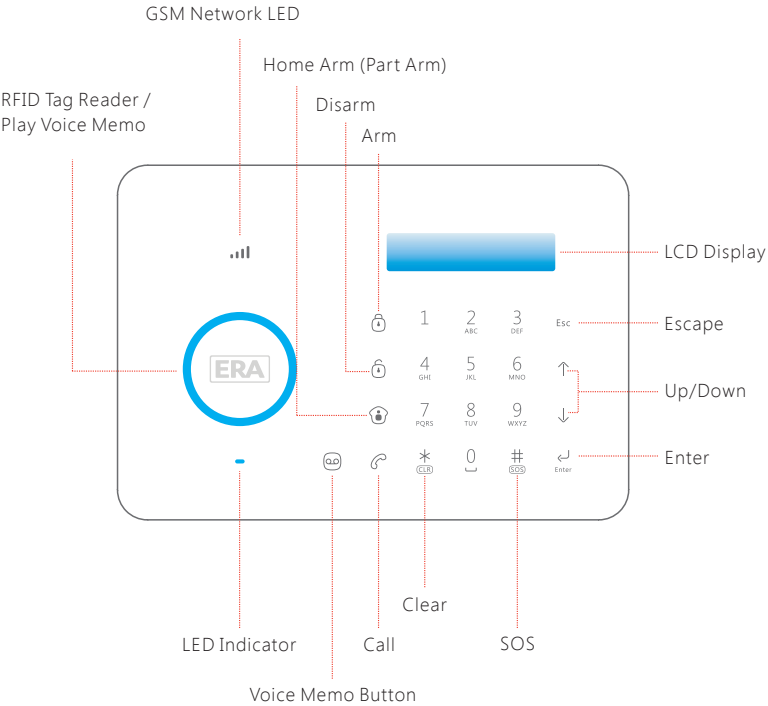 GSM Network LED
Home Arm (Part Arm)
RFID Tag Reader /
Play Voice Memo
Disarm
Arm
LCD Display
1 2 3 Esc
ABC DEF
Escape
ERA
4 5 6
GHI JKL MNO
Up/Down
7 8 9
PQRS TUV WXYZ
* 0 #
CLR SOS Enter
Enter
Clear
LED Indicator
Call
SOS
Voice Memo Button